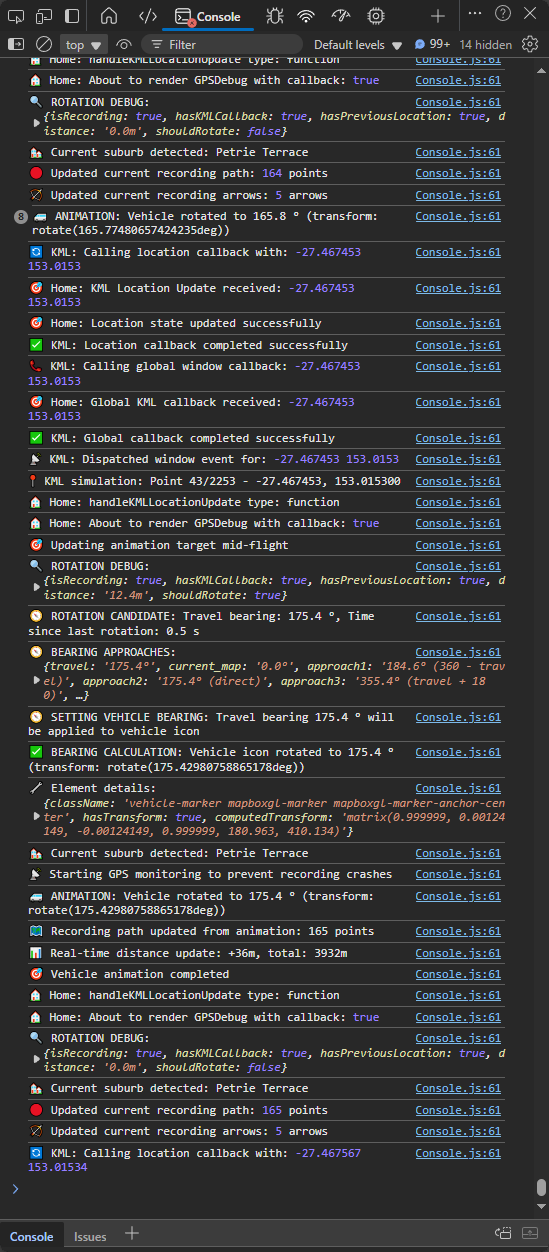 Console
top
Filter
Default levels
99+
14 hidden
Home: handleKMLLocationUpdate type: function Console.js:61
Home: About to render GPSDebug with callback: true Console.js:61
ROTATION DEBUG: Console.js:61
{isRecording: true, hasKMLCallback: true, hasPreviousLocation: true, d
istance: '0.0m', shouldRotate: false}
Current suburb detected: Petrie Terrace Console.js:61
Updated current recording path: 164 points Console.js:61
Updated current recording arrows: 5 arrows Console.js:61
8 ANIMATION: Vehicle rotated to 165.8 ° (transform: Console.js:61
rotate(165.77480657424235deg))
KML: Calling location callback with: -27.467453 Console.js:61
153.0153
Home: KML Location Update received: -27.467453 Console.js:61
153.0153
Home: Location state updated successfully Console.js:61
KML: Location callback completed successfully Console.js:61
KML: Calling global window callback: -27.467453 Console.js:61
153.0153
Home: Global KML callback received: -27.467453 Console.js:61
153.0153
KML: Global callback completed successfully Console.js:61
KML: Dispatched window event for: -27.467453 153.0153 Console.js:61
KML simulation: Point 43/2253 - -27.467453, 153.015300 Console.js:61
Home: handleKMLLocationUpdate type: function Console.js:61
Home: About to render GPSDebug with callback: true Console.js:61
Updating animation target mid-flight Console.js:61
ROTATION DEBUG: Console.js:61
{isRecording: true, hasKMLCallback: true, hasPreviousLocation: true, d
istance: '12.4m', shouldRotate: true}
ROTATION CANDIDATE: Travel bearing: 175.4 °, Time Console.js:61
since last rotation: 0.5 s
BEARING APPROACHES: Console.js:61
{travel: '175.4°', current_map: '0.0°', approach1: '184.6° (360 - trav
el)', approach2: '175.4° (direct)', approach3: '355.4° (travel + 18
0)', …}
SETTING VEHICLE BEARING: Travel bearing 175.4 ° will Console.js:61
be applied to vehicle icon
BEARING CALCULATION: Vehicle icon rotated to 175.4 ° Console.js:61
(transform: rotate(175.42980758865178deg))
Element details: Console.js:61
{className: 'vehicle-marker mapboxgl-marker mapboxgl-marker-anchor-cen
ter', hasTransform: true, computedTransform: 'matrix(0.999999, 0.00124
149, -0.00124149, 0.999999, 180.963, 410.134)'}
Current suburb detected: Petrie Terrace Console.js:61
Starting GPS monitoring to prevent recording crashes Console.js:61
ANIMATION: Vehicle rotated to 175.4 ° (transform: Console.js:61
rotate(175.42980758865178deg))
Recording path updated from animation: 165 points Console.js:61
Real-time distance update: +36m, total: 3932m Console.js:61
Vehicle animation completed Console.js:61
Home: handleKMLLocationUpdate type: function Console.js:61
Home: About to render GPSDebug with callback: true Console.js:61
ROTATION DEBUG: Console.js:61
{isRecording: true, hasKMLCallback: true, hasPreviousLocation: true, d
istance: '0.0m', shouldRotate: false}
Current suburb detected: Petrie Terrace Console.js:61
Updated current recording path: 165 points Console.js:61
Updated current recording arrows: 5 arrows Console.js:61
KML: Calling location callback with: -27.467567 Console.js:61
153.01534
Console
Issues